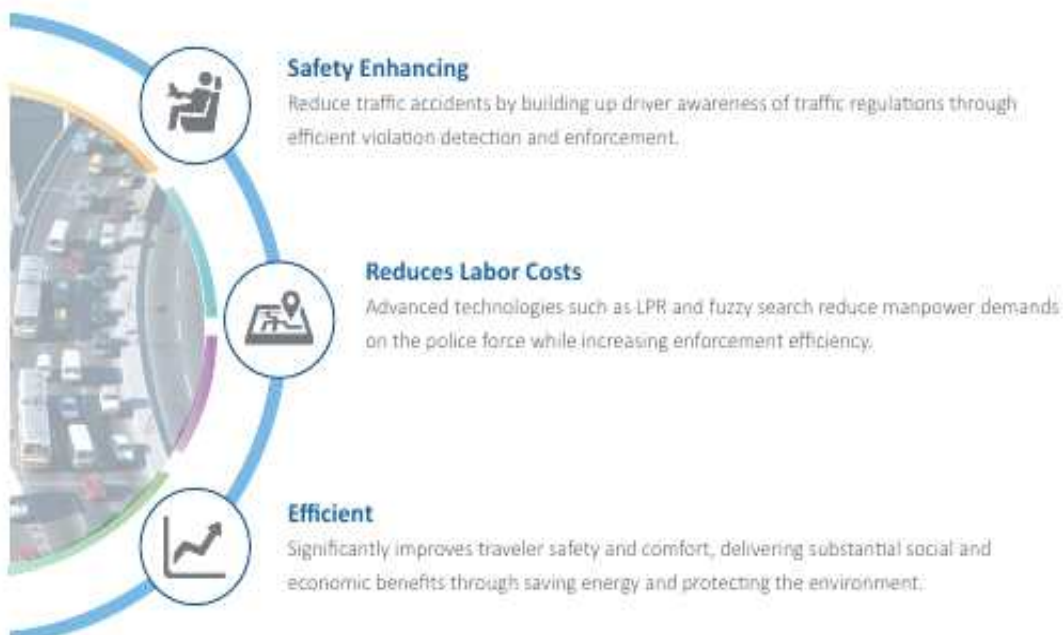 Safety Enhancing
Reduce traffic accidents by building up driver awareness of traffic regulations through
efficient violation detection and enforcement.
Reduces Labor Costs
Advanced technologies such as LPR and fuzzy search reduce manpower demands
on the police force while increasing enforcement efficiency.
Efficient
Significantly improves traveler safety and comfort, delivering substantial social and
economic benefits through saving energy and protecting the environment.